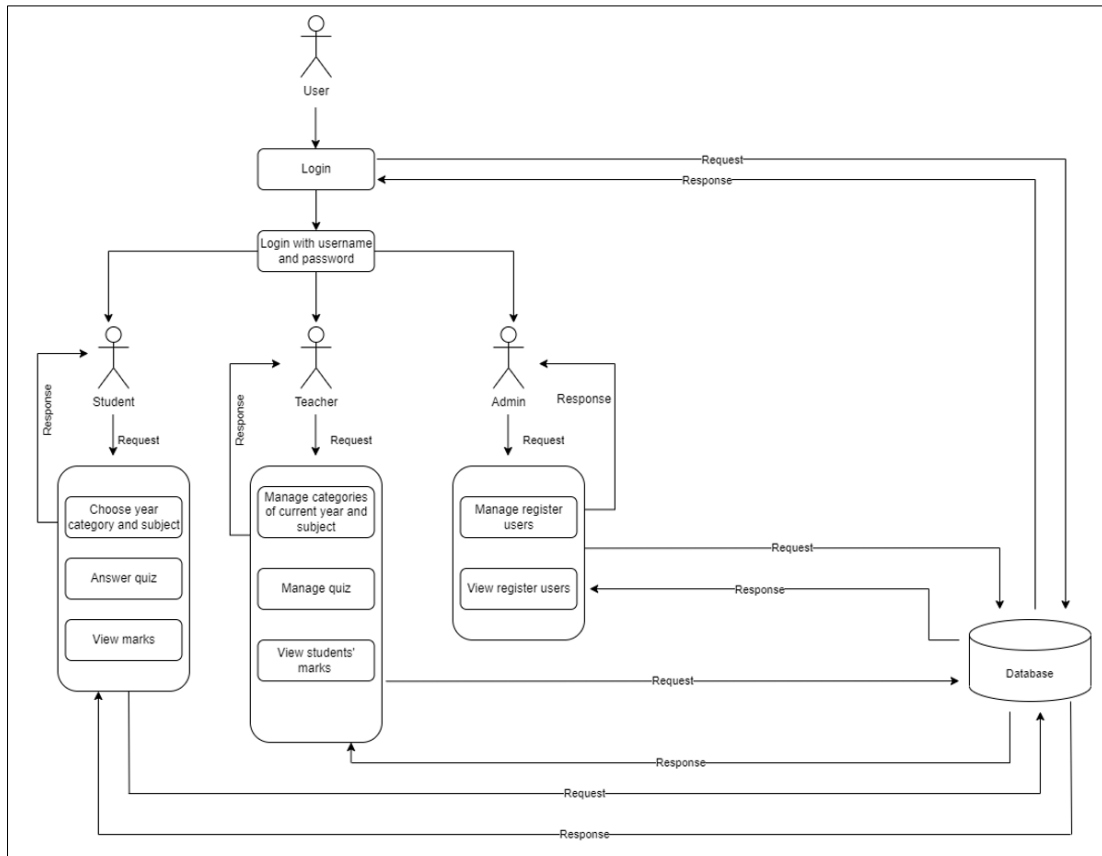 User
Login
Request
Response
Login with username
and password
Student
Teacher
Admin
Response
Response
Response
Request
Request
Request
Choose year
category and subject
Answer quiz
View marks
Manage categories
of current year and
subject
Manage quiz
View students'
marks
Manage register
users
View register users
Request
Response
Database
Request
Response
Request
Response